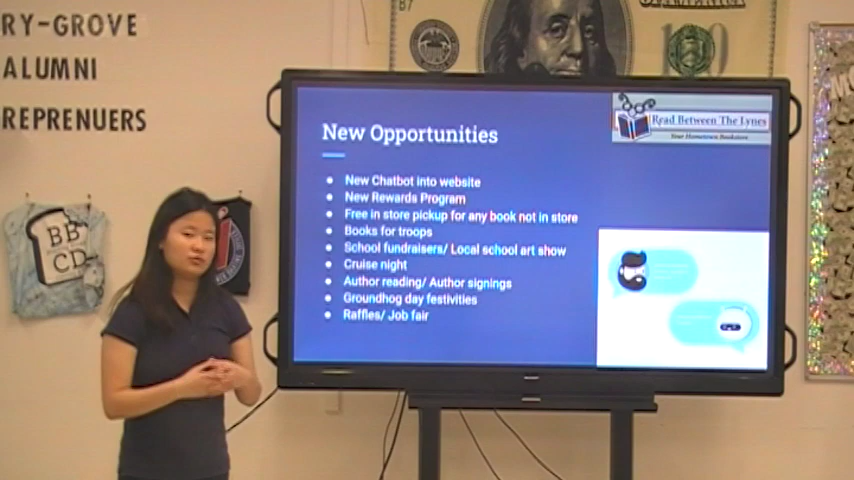 RY-GROVE
ALUMNI
REPRENUERS
B7
New Opportunities
Read Between The Lynes
Your Hometown Bookstore
New Chatbot into website
New Rewards Program
Free in store pickup for any book not in store
Books for troops
School fundraisers/ Local school art show
Cruise night
Author reading/ Author signings
Groundhog day festivities
Raffles/ Job fair
BB
CD
MO